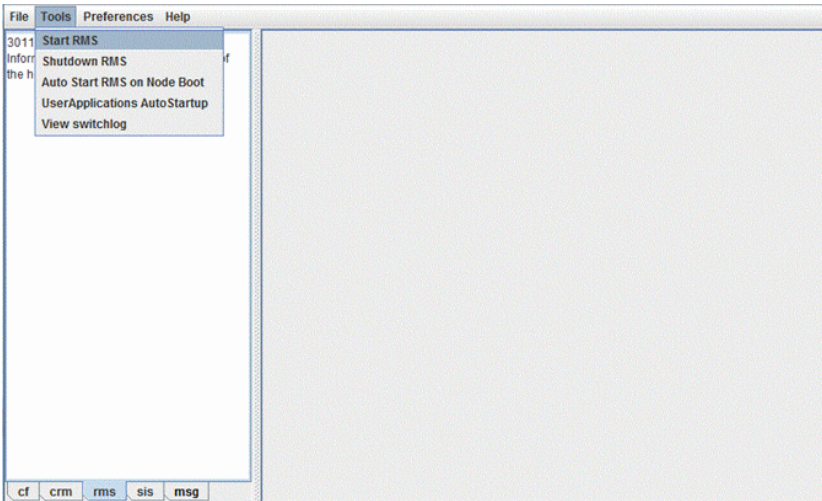 File Tools Preferences Help
3011
Start RMS
Shutdown RMS
the h
Auto Start RMS on Node Boot
UserApplications AutoStartup
View switchlog
cf crm rms sis msg